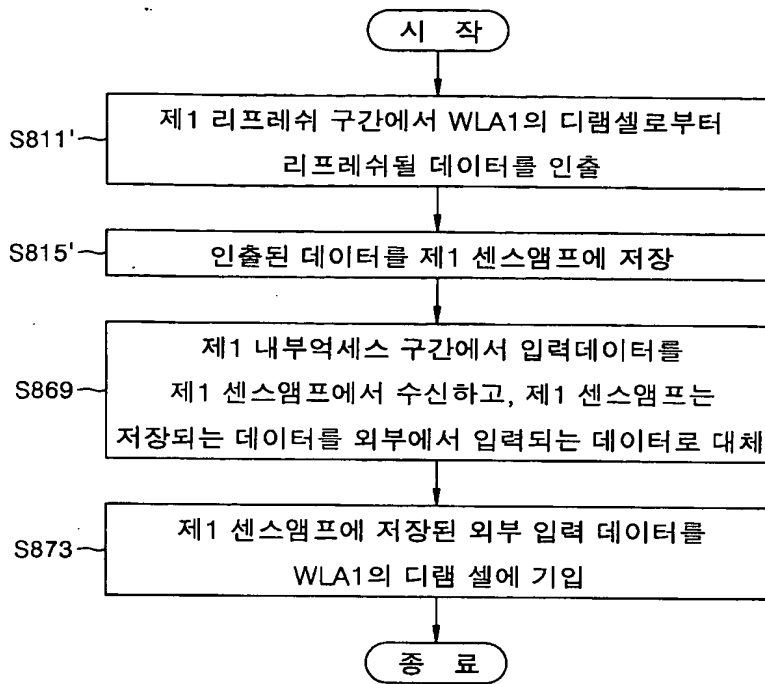 시 작
S811'
제1 리프레쉬 구간에서 WLA1의 디램셀로부터
리프레쉬될 데이터를 인출
S815'
인출된 데이터를 제1 센스앰프에 저장
S869
제1 내부억세스 구간에서 입력데이터를
제1 센스앰프에서 수신하고, 제1 센스앰프는
저장되는 데이터를 외부에서 입력되는 데이터로 대체
S873
제1 센스앰프에 저장된 외부 입력 데이터를
WLA1의 디램 셀에 기입
종 료